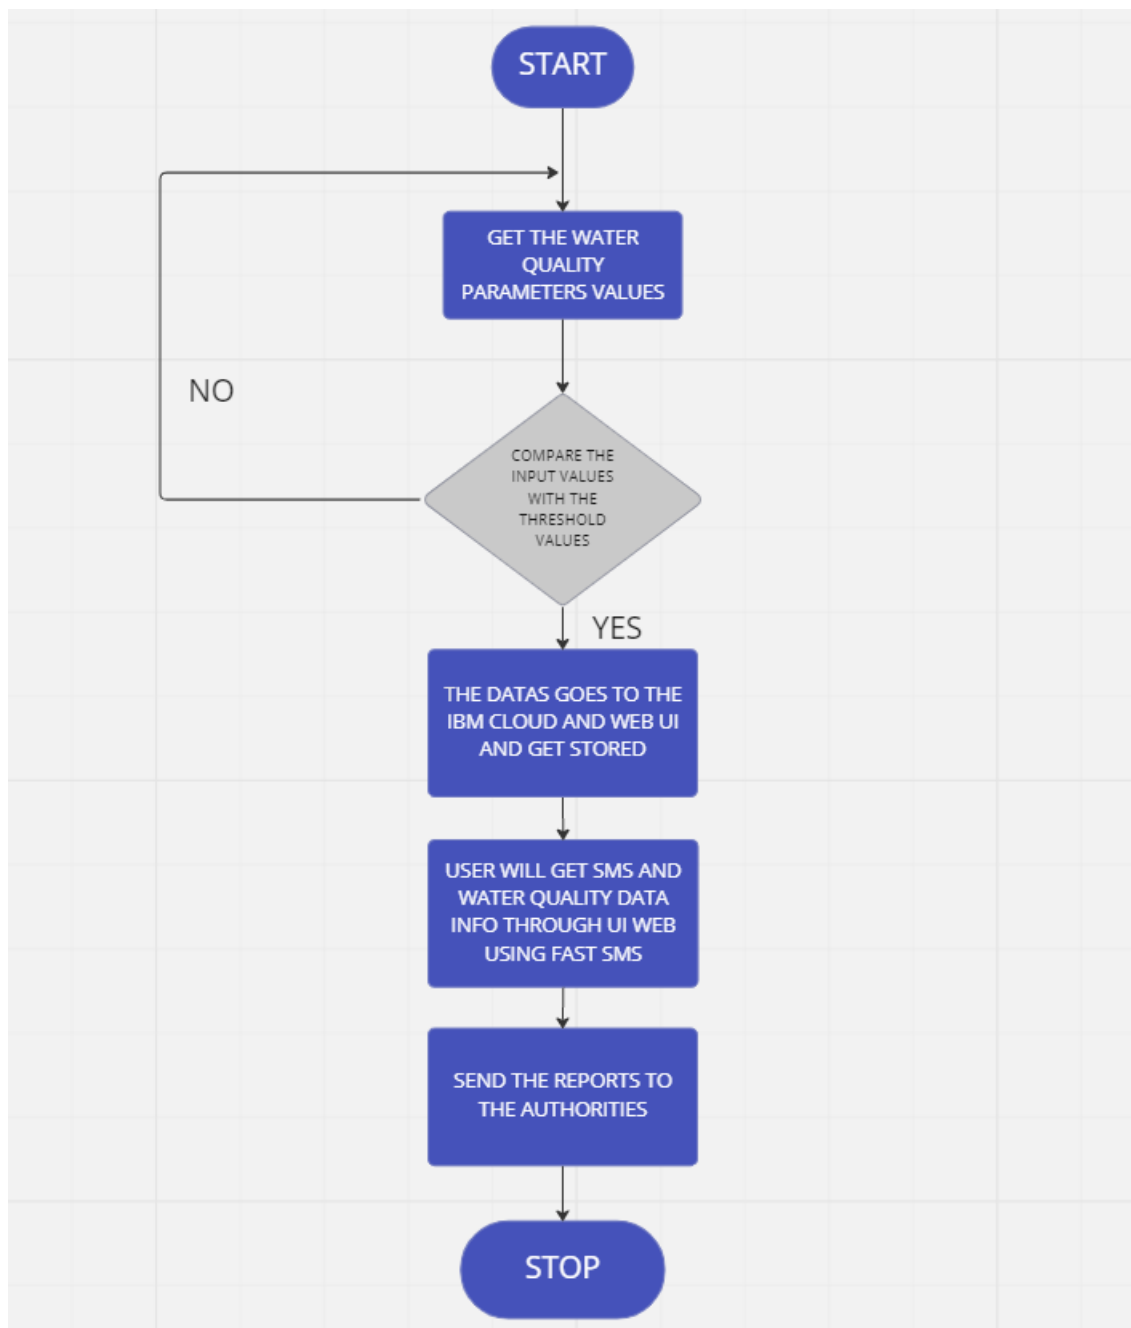 START
GET THE WATER
QUALITY
PARAMETERS VALUES
NO
COMPARE THE
INPUT VALUES
WITH THE
THRESHOLD
VALUES
YES
THE DATAS GOES TO THE
IBM CLOUD AND WEB UI
AND GET STORED
USER WILL GET SMS AND
WATER QUALITY DATA
INFO THROUGH UI WEB
USING FAST SMS
SEND THE REPORTS TO
THE AUTHORITIES
STOP